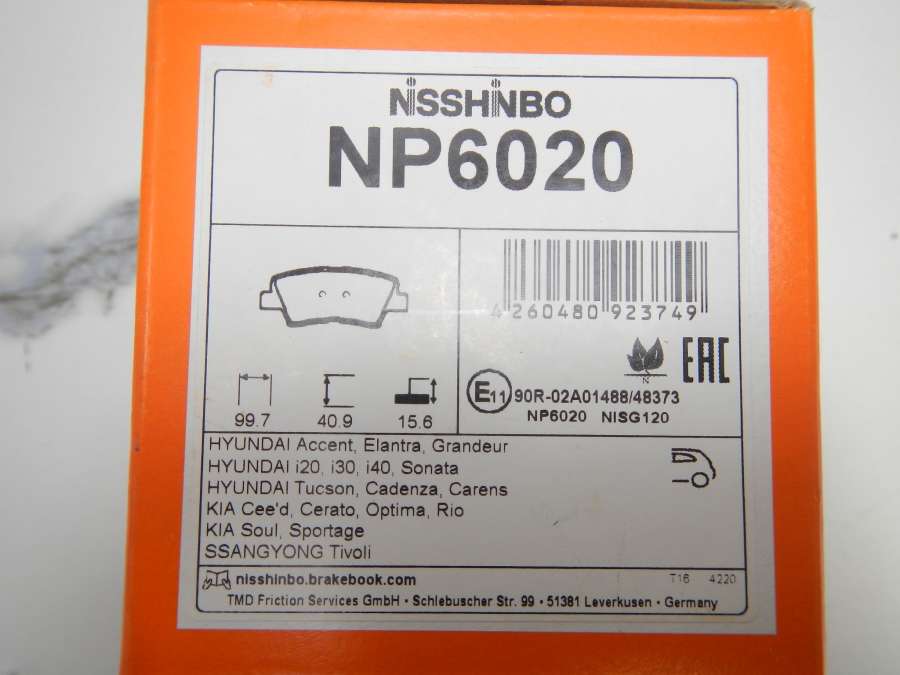 NISSHINBO
NP6020
4 260480 923749
EAC
99.7 40.9 15.6
E11 90R-02A01488/48373
NP6020 NISG120
HYUNDAI Accent, Elantra, Grandeur
HYUNDAI i20, i30, i40, Sonata
HYUNDAI Tucson, Cadenza, Carens
KIA Cee'd, Cerato, Optima, Rio
KIA Soul, Sportage
SSANGYONG Tivoli
nisshinbo.brakebook.com T16 4220
TMD Friction Services GmbH • Schlebuscher Str. 99 • 51381 Leverkusen • Germany